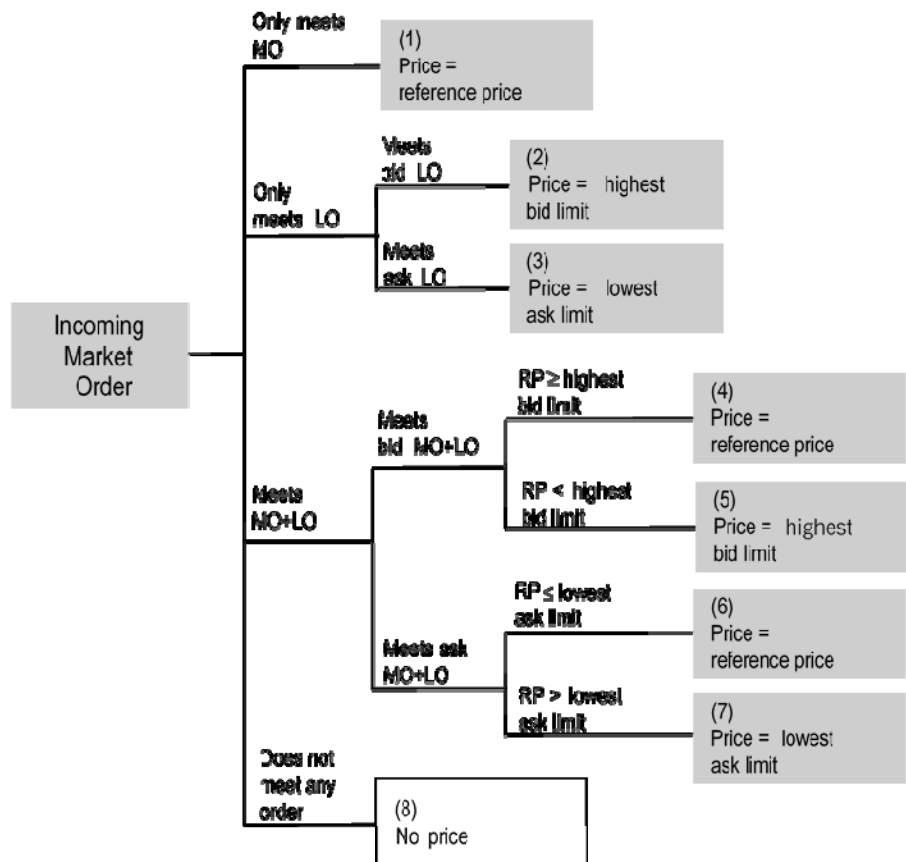 Only meets
MO
(1)
Price =
reference price
Meets
bid LO
(2)
Price = highest
bid limit
Only
meets LO
Meets
ask LO
(3)
Price = lowest
ask limit
Incoming
Market
Order
RP ≥ highest
bid limit
(4)
Price =
reference price
Meets
bid MO+LO
RP < highest
bid limit
(5)
Price = highest
bid limit
Meets
MO+LO
RP ≤ lowest
ask limit
(6)
Price =
reference price
Meets ask
MO+LO
RP > lowest
ask limit
(7)
Price = lowest
ask limit
Does not
meet any
order
(8)
No price